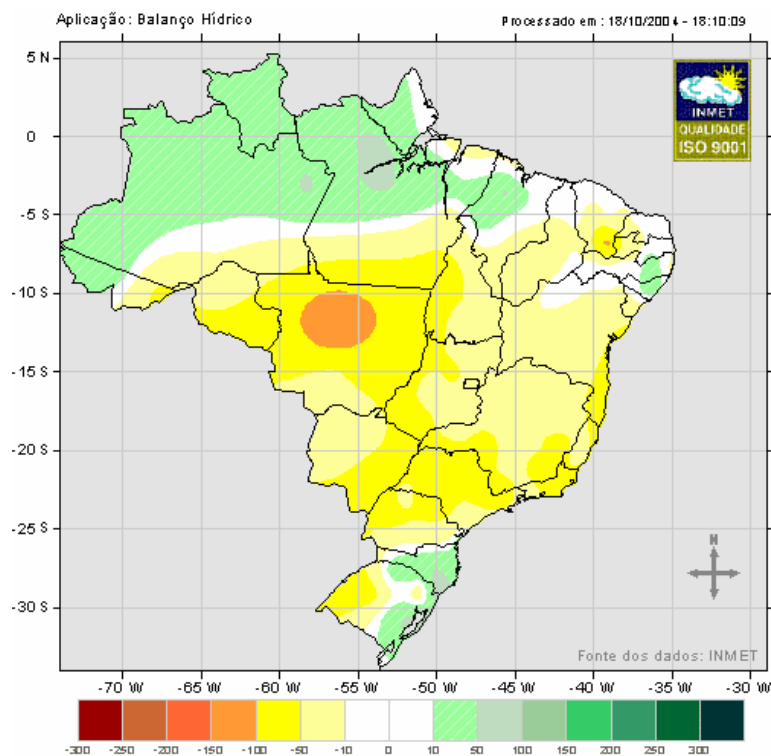 Aplicação: Balanço Hídrico
Processado em : 18/10/2004 - 18:10:09
5 N
0
-5 S
-10 S
-15 S
-20 S
-25 S
-30 S
INMET
QUALIDADE
ISO 9001
N
Fonte dos dados: INMET
-70 W -65 W -60 W -55 W -50 W -45 W -40 W -35 W -30 W
-300 -250 -200 -150 -100 -50 -10 0 10 50 100 150 200 250 300